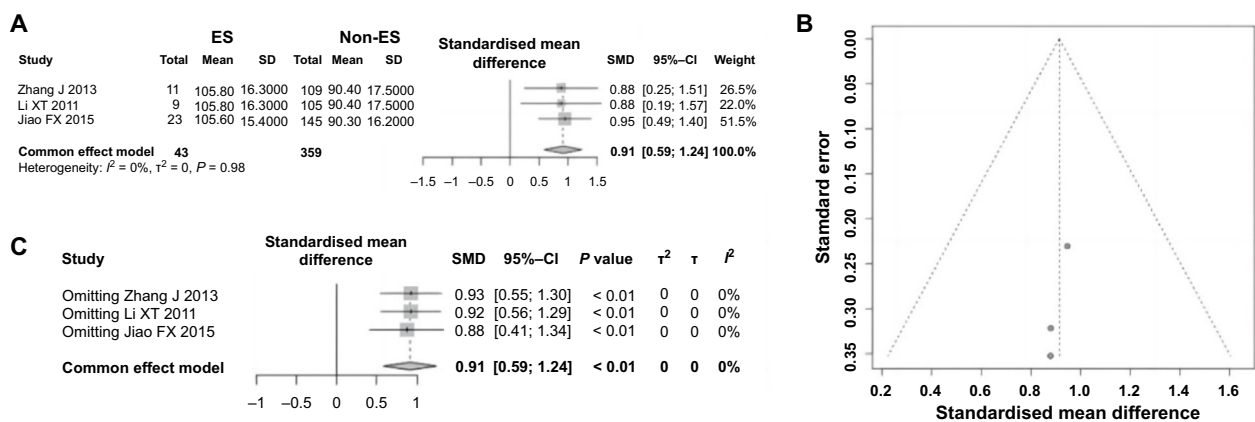 A
ES Non-ES Standardised mean
difference
Study Total Mean SD Total Mean SD SMD 95%–CI Weight
Zhang J 2013 11 105.80 16.3000 109 90.40 17.5000 0.88 [0.25; 1.51] 26.5%
Li XT 2011 9 105.80 16.3000 105 90.40 17.5000 0.88 [0.19; 1.57] 22.0%
Jiao FX 2015 23 105.60 15.4000 145 90.30 16.2000 0.95 [0.49; 1.40] 51.5%
Common effect model 43 359 0.91 [0.59; 1.24] 100.0%
Heterogeneity: I² = 0%, τ² = 0, P = 0.98
–1.5 –1 –0.5 0 0.5 1 1.5
B
Stamdard error
0.00
0.05
0.10
0.15
0.20
0.25
0.30
0.35
0.2 0.4 0.6 0.8 1.0 1.2 1.4 1.6
Standardised mean difference
C
Standardised mean
difference
Study SMD 95%–CI P value τ² τ I²
Omitting Zhang J 2013 0.93 [0.55; 1.30] < 0.01 0 0 0%
Omitting Li XT 2011 0.92 [0.56; 1.29] < 0.01 0 0 0%
Omitting Jiao FX 2015 0.88 [0.41; 1.34] < 0.01 0 0 0%
Common effect model 0.91 [0.59; 1.24] < 0.01 0 0 0%
–1 –0.5 0 0.5 1